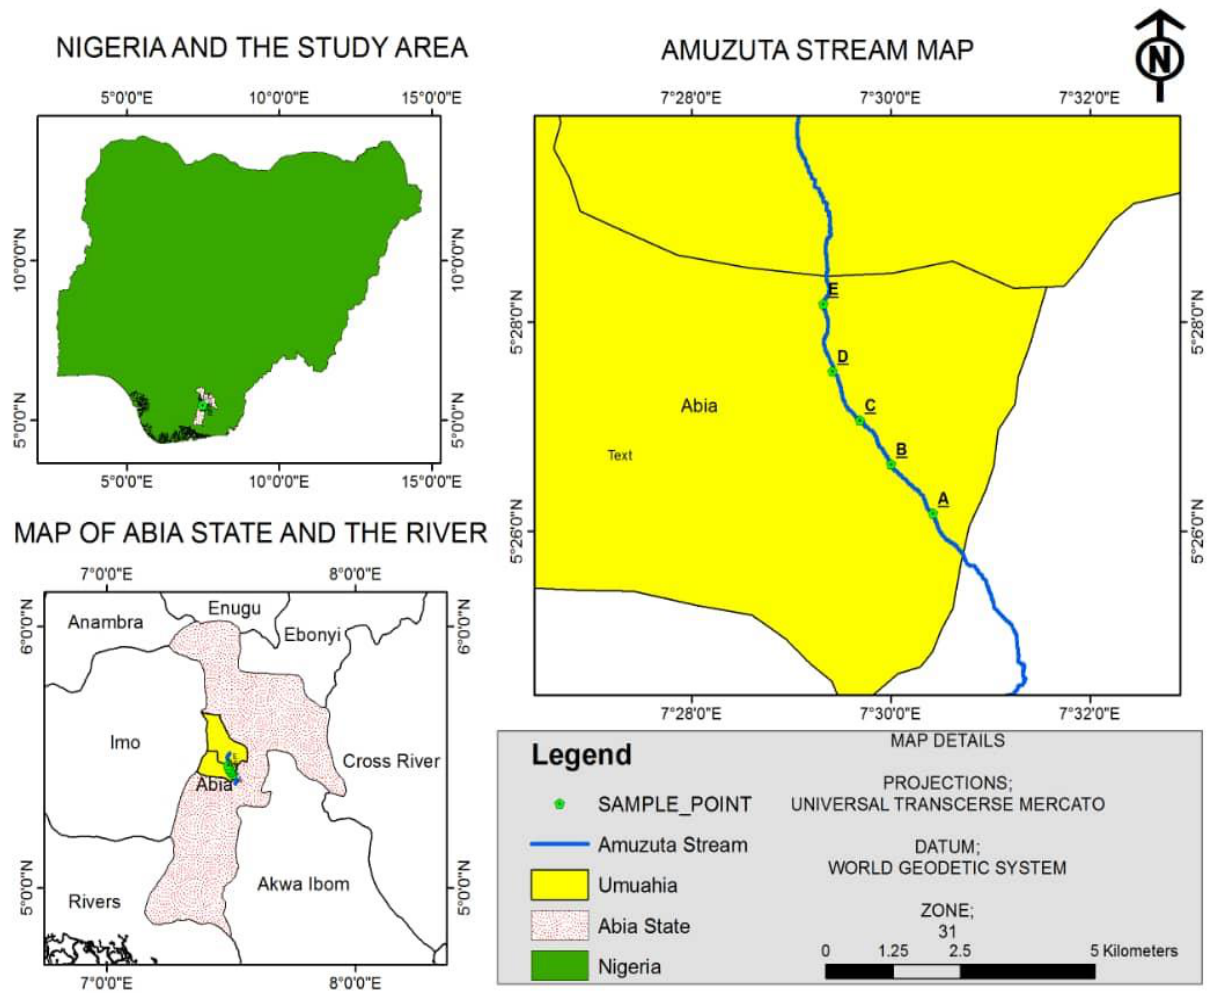 NIGERIA AND THE STUDY AREA
5°0'0"E 10°0'0"E 15°0'0"E
10°0'0"N 10°0'0"N
5°0'0"N 5°0'0"N
5°0'0"E 10°0'0"E 15°0'0"E
AMUZUTA STREAM MAP
N
7°28'0"E 7°30'0"E 7°32'0"E
E
5°28'0"N 5°28'0"N
D
Abia
C
Text
B
A
5°26'0"N 5°26'0"N
7°28'0"E 7°30'0"E 7°32'0"E
MAP OF ABIA STATE AND THE RIVER
7°0'0"E 8°0'0"E
Enugu
Anambra
Ebonyi
6°0'0"N 6°0'0"N
Imo
Cross River
Abia
Akwa Ibom
Rivers
5°0'0"N 5°0'0"N
7°0'0"E 8°0'0"E
Legend
SAMPLE_POINT
Amuzuta Stream
Umuahia
Abia State
Nigeria
MAP DETAILS
PROJECTIONS;
UNIVERSAL TRANSCERSE MERCATO
DATUM;
WORLD GEODETIC SYSTEM
ZONE;
31
0 1.25 2.5 5 Kilometers